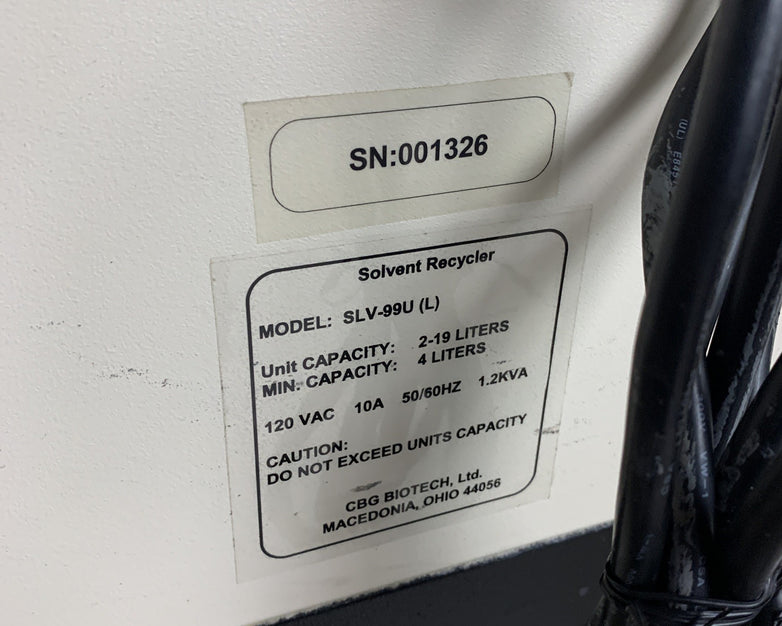 SN:001326
Solvent Recycler
MODEL: SLV-99U (L)
Unit CAPACITY: 2-19 LITERS
MIN. CAPACITY: 4 LITERS
120 VAC 10A 50/60HZ 1.2KVA
CAUTION:
DO NOT EXCEED UNITS CAPACITY
CBG BIOTECH, Ltd.
MACEDONIA, OHIO 44056
(UL)